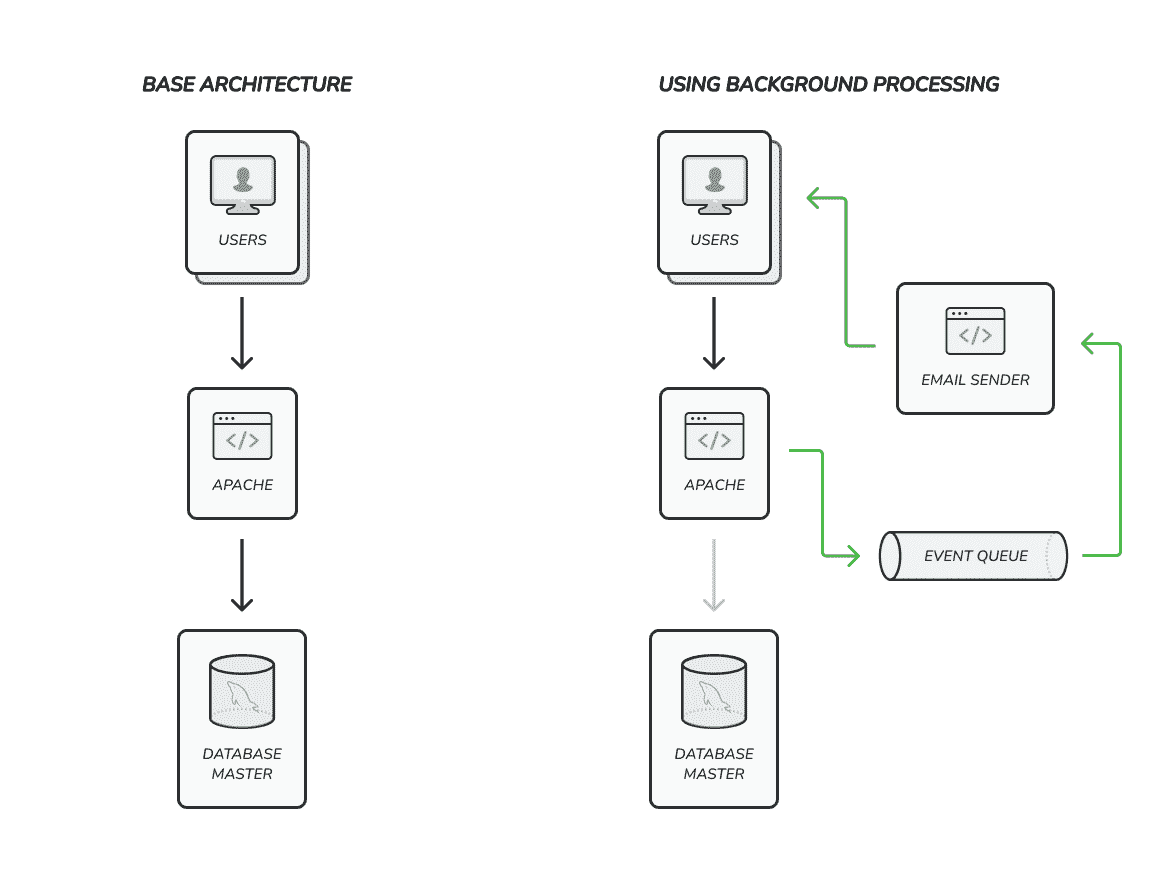 BASE ARCHITECTURE
USERS
</>
APACHE
DATABASE
MASTER
USING BACKGROUND PROCESSING
USERS
</>
EMAIL SENDER
</>
APACHE
EVENT QUEUE
DATABASE
MASTER